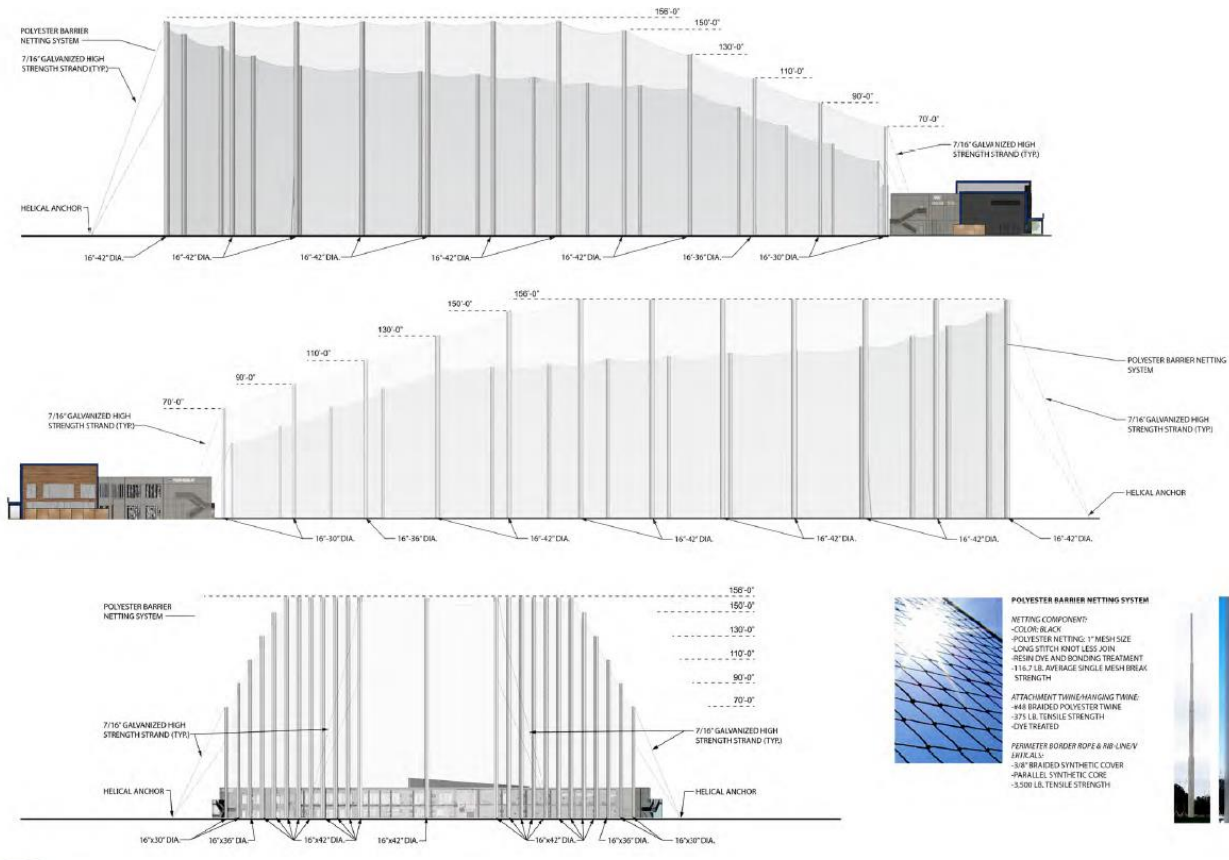 156'-0"
150'-0"
130'-0"
110'-0"
90'-0"
70'-0"
POLYESTER BARRIER
NETTING SYSTEM
7/16" GALVANIZED HIGH
STRENGTH STRAND (TYP.)
HELICAL ANCHOR
7/16" GALVANIZED HIGH
STRENGTH STRAND (TYP.)
16"-42" DIA.
16"-42" DIA.
16"-42" DIA.
16"-42" DIA.
16"-42" DIA.
16"-36" DIA.
16"-30" DIA.
156'-0"
150'-0"
130'-0"
110'-0"
90'-0"
70'-0"
7/16" GALVANIZED HIGH
STRENGTH STRAND (TYP.)
POLYESTER BARRIER NETTING
SYSTEM
7/16" GALVANIZED HIGH
STRENGTH STRAND (TYP.)
HELICAL ANCHOR
16"-30" DIA.
16"-36" DIA.
16"-42" DIA.
16"-42" DIA.
16"-42" DIA.
16"-42" DIA.
16"-42" DIA.
POLYESTER BARRIER
NETTING SYSTEM
156'-0"
150'-0"
130'-0"
110'-0"
90'-0"
70'-0"
7/16" GALVANIZED HIGH
STRENGTH STRAND (TYP.)
7/16" GALVANIZED HIGH
STRENGTH STRAND (TYP.)
HELICAL ANCHOR
HELICAL ANCHOR
16"x30" DIA.
16"x36" DIA.
16"x42" DIA.
16"x42" DIA.
16"x42" DIA.
16"x36" DIA.
16"x30" DIA.
POLYESTER BARRIER NETTING SYSTEM
NETTING COMPONENT:
-COLOR: BLACK
-POLYESTER NETTING: 1" MESH SIZE
-LONG STITCH KNOT LESS JOIN
-RESIN DYE AND BONDING TREATMENT
-116.7 LB. AVERAGE SINGLE MESH BREAK
STRENGTH
ATTACHMENT TWINE/HANGING TWINE:
-#48 BRAIDED POLYESTER TWINE
-375 LB. TENSILE STRENGTH
-DYE TREATED
PERIMETER BORDER ROPE & RIB-LINE/V
ERTICALS:
-3/8" BRAIDED SYNTHETIC COVER
-PARALLEL SYNTHETIC CORE
-3,500 LB. TENSILE STRENGTH